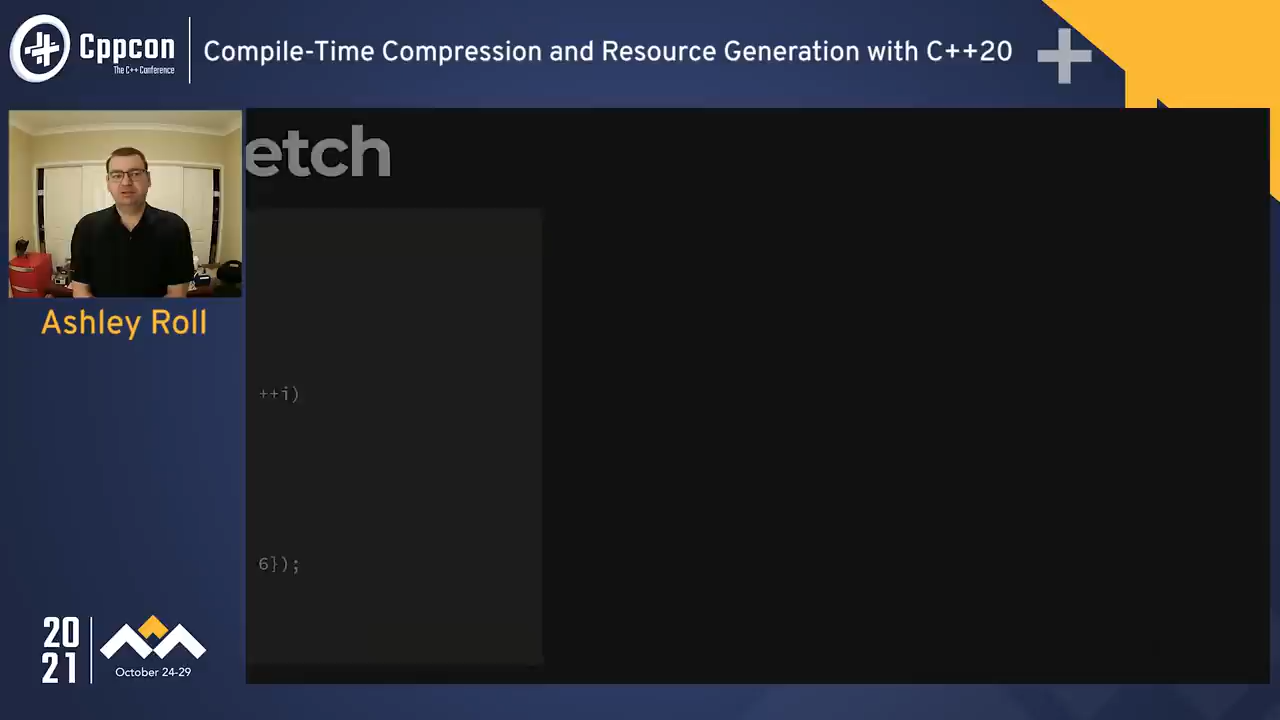 Cppcon
The C++ Conference
Compile-Time Compression and Resource Generation with C++20
etch
++i)
6});
Ashley Roll
20
21
October 24-29